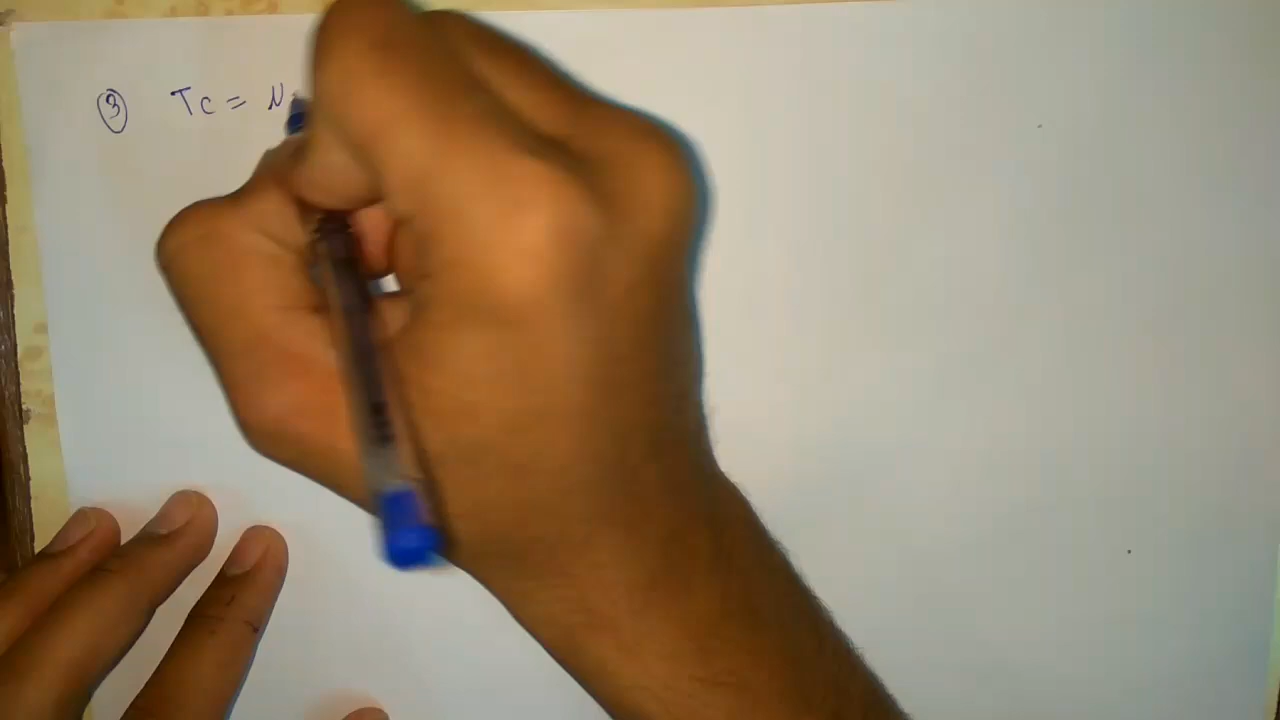 ③ Tc = N